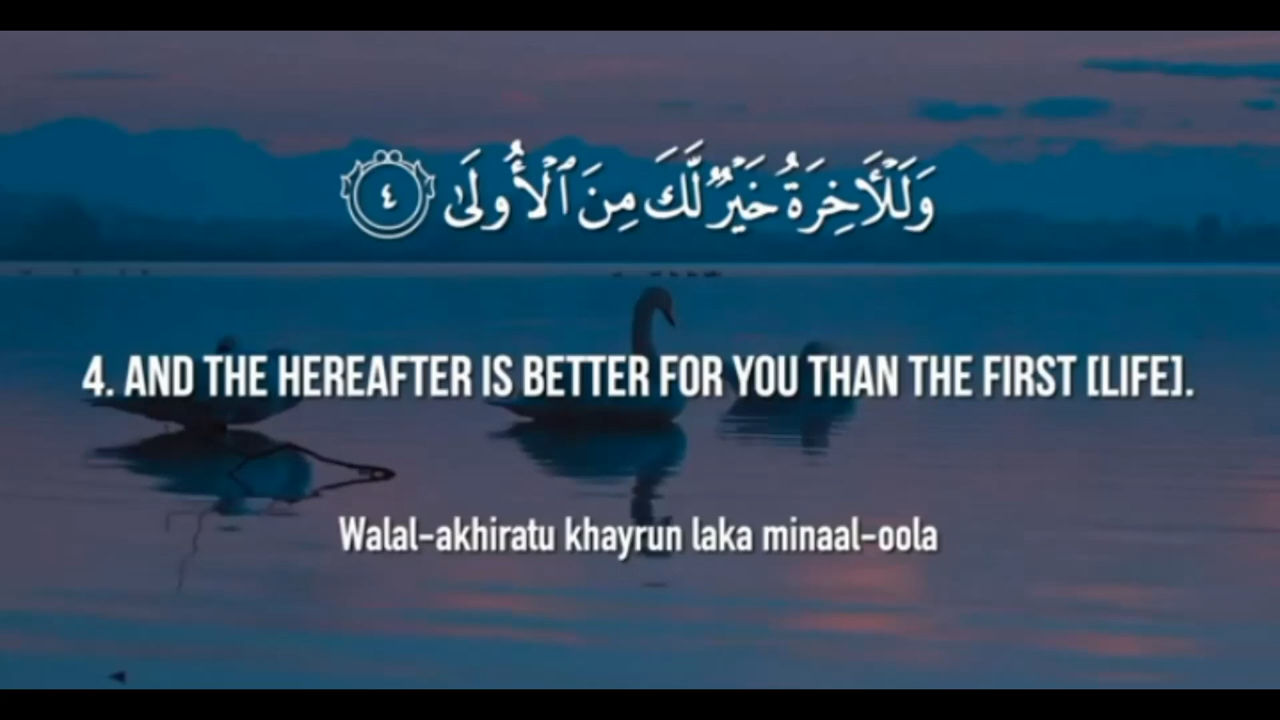 وَلَلْـَٔاخِرَةُ خَيْرٌ لَّكَ مِنَ ٱلْأُولَىٰ ٤
4. AND THE HEREAFTER IS BETTER FOR YOU THAN THE FIRST [LIFE].
Walal-akhiratu khayrun laka minaal-oola